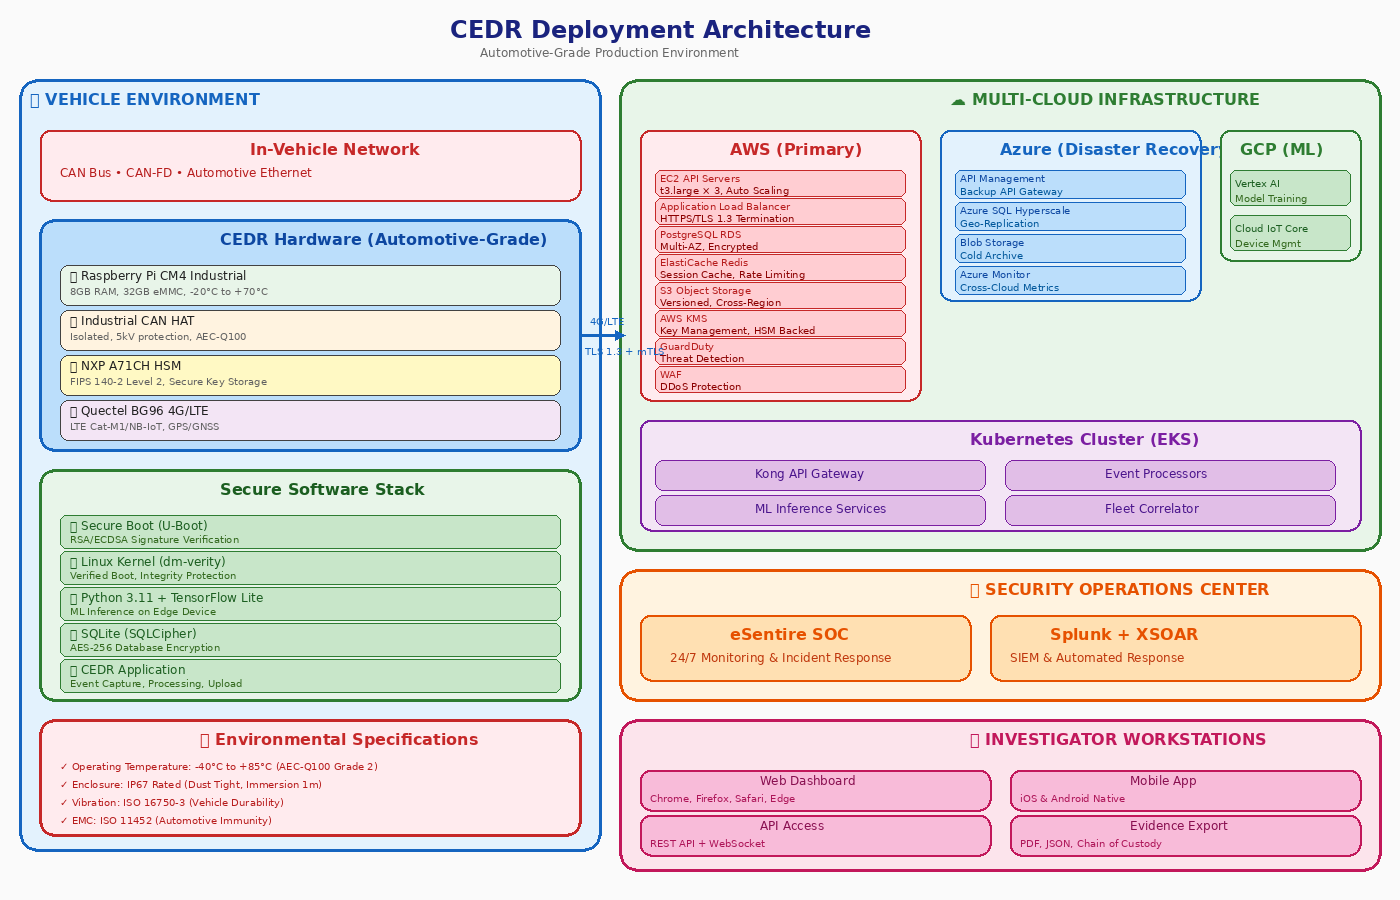 CEDR Deployment Architecture
Automotive-Grade Production Environment
VEHICLE ENVIRONMENT
In-Vehicle Network
CAN Bus • CAN-FD • Automotive Ethernet
CEDR Hardware (Automotive-Grade)
Raspberry Pi CM4 Industrial
8GB RAM, 32GB eMMC, -20°C to +70°C
Industrial CAN HAT
Isolated, 5kV protection, AEC-Q100
NXP A71CH HSM
FIPS 140-2 Level 2, Secure Key Storage
Quectel BG96 4G/LTE
LTE Cat-M1/NB-IoT, GPS/GNSS
Secure Software Stack
Secure Boot (U-Boot)
RSA/ECDSA Signature Verification
Linux Kernel (dm-verity)
Verified Boot, Integrity Protection
Python 3.11 + TensorFlow Lite
ML Inference on Edge Device
SQLite (SQLCipher)
AES-256 Database Encryption
CEDR Application
Event Capture, Processing, Upload
Environmental Specifications
✓ Operating Temperature: -40°C to +85°C (AEC-Q100 Grade 2)
✓ Enclosure: IP67 Rated (Dust Tight, Immersion 1m)
✓ Vibration: ISO 16750-3 (Vehicle Durability)
✓ EMC: ISO 11452 (Automotive Immunity)
4G/LTE
TLS 1.3 + mTLS
☁ MULTI-CLOUD INFRASTRUCTURE
AWS (Primary)
EC2 API Servers
t3.large × 3, Auto Scaling
Application Load Balancer
HTTPS/TLS 1.3 Termination
PostgreSQL RDS
Multi-AZ, Encrypted
ElastiCache Redis
Session Cache, Rate Limiting
S3 Object Storage
Versioned, Cross-Region
AWS KMS
Key Management, HSM Backed
GuardDuty
Threat Detection
WAF
DDoS Protection
Azure (Disaster Recovery
API Management
Backup API Gateway
Azure SQL Hyperscale
Geo-Replication
Blob Storage
Cold Archive
Azure Monitor
Cross-Cloud Metrics
GCP (ML)
Vertex AI
Model Training
Cloud IoT Core
Device Mgmt
Kubernetes Cluster (EKS)
Kong API Gateway
Event Processors
ML Inference Services
Fleet Correlator
SECURITY OPERATIONS CENTER
eSentire SOC
24/7 Monitoring & Incident Response
Splunk + XSOAR
SIEM & Automated Response
INVESTIGATOR WORKSTATIONS
Web Dashboard
Chrome, Firefox, Safari, Edge
Mobile App
iOS & Android Native
API Access
REST API + WebSocket
Evidence Export
PDF, JSON, Chain of Custody